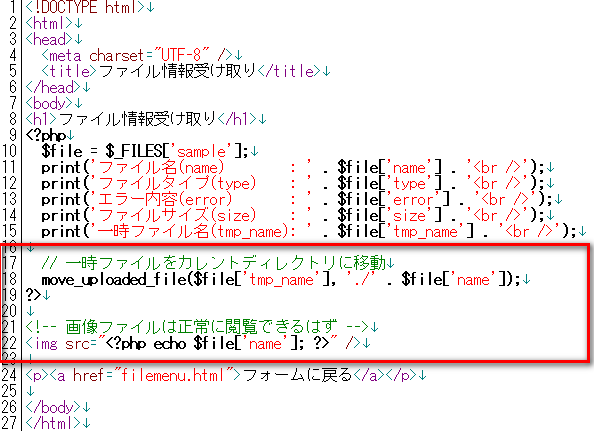 1 <!DOCTYPE html>↓
2 <html>↓
3 <head>↓
4   <meta charset="UTF-8" />↓
5   <title>ファイル情報受け取り</title>↓
6 </head>↓
7 <body>↓
8 <h1>ファイル情報受け取り</h1>↓
9 <?php↓
10   $file = $_FILES['sample'];↓
11   print('ファイル名(name)       : ' . $file['name'] . '<br />');↓
12   print('ファイルタイプ(type)   : ' . $file['type'] . '<br />');↓
13   print('エラー内容(error)      : ' . $file['error'] . '<br />');↓
14   print('ファイルサイズ(size)   : ' . $file['size'] . '<br />');↓
15   print('一時ファイル名(tmp_name): ' . $file['tmp_name'] . '<br />');↓
16 ↓
17   // 一時ファイルをカレントディレクトリに移動↓
18   move_uploaded_file($file['tmp_name'], './' . $file['name']);↓
19 ?>↓
20 ↓
21 <!-- 画像ファイルは正常に閲覧できるはず -->↓
22 <img src="<?php echo $file['name']; ?>" />↓
23 ↓
24 <p><a href="filemenu.html">フォームに戻る</a></p>↓
25 ↓
26 </body>↓
27 </html>↓